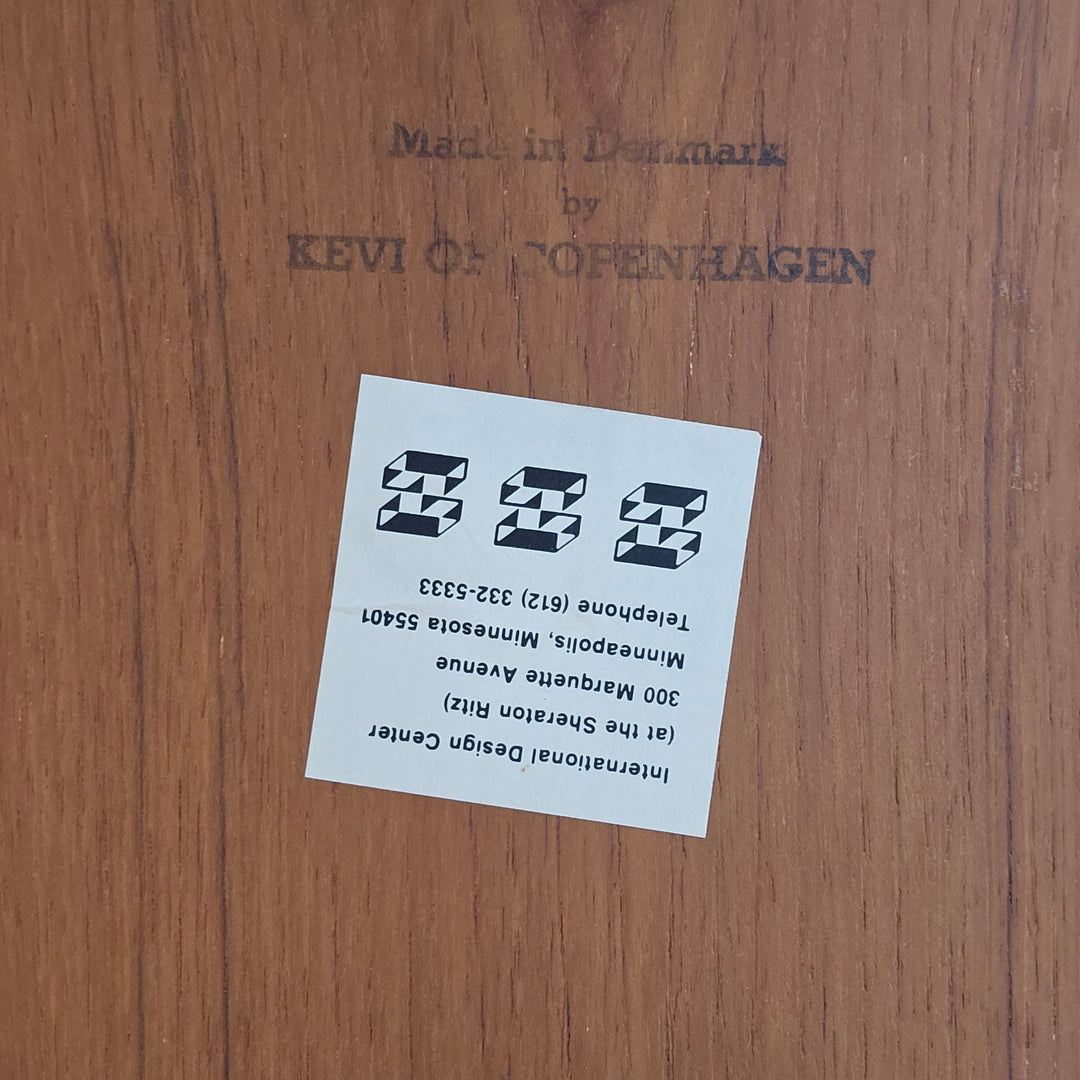 Made in Denmark
by
KEVI OF COPENHAGEN
International Design Center
(at the Sheraton Ritz)
300 Marquette Avenue
Minneapolis, Minnesota 55401
Telephone (612) 332-5333